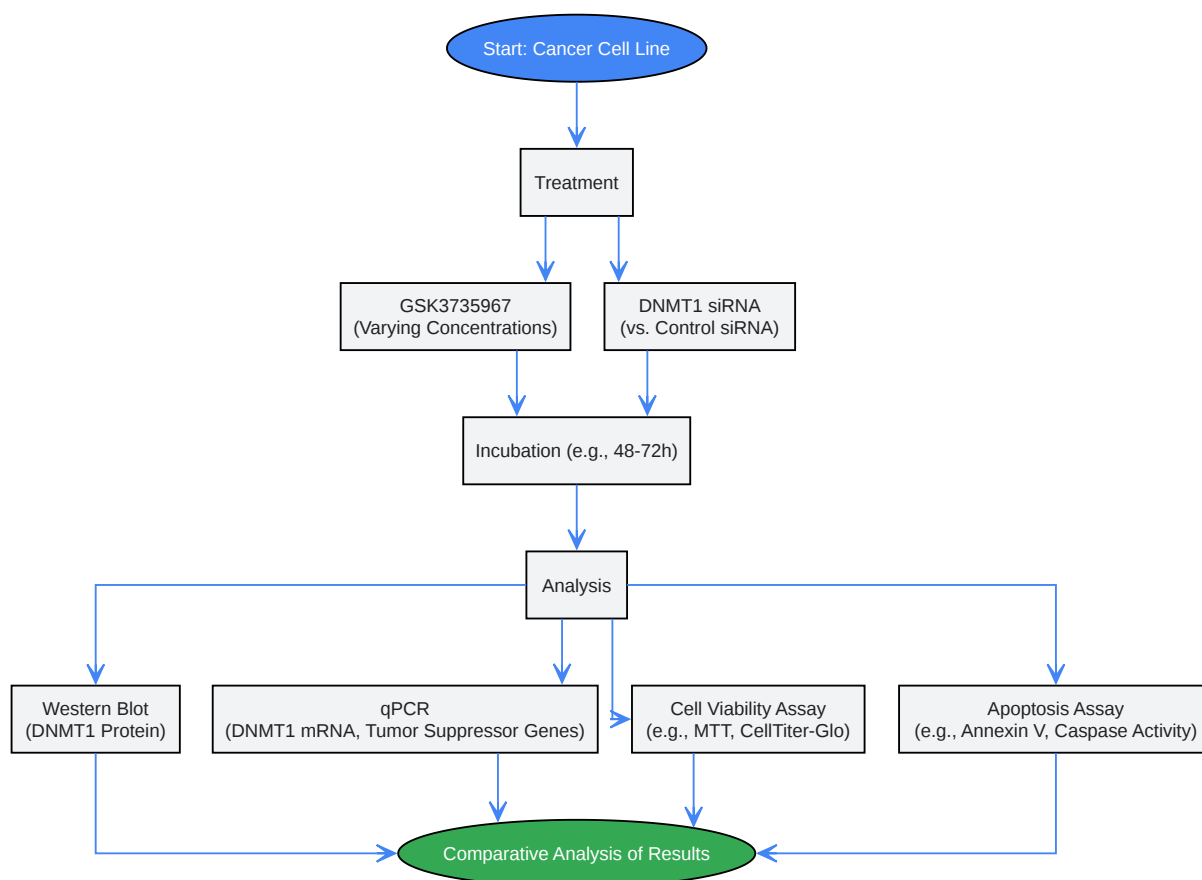 Start: Cancer Cell Line
Treatment
GSK3735967
(Varying Concentrations)
DNMT1 siRNA
(vs. Control siRNA)
Incubation (e.g., 48-72h)
Analysis
Western Blot
(DNMT1 Protein)
qPCR
(DNMT1 mRNA, Tumor Suppressor Genes)
Cell Viability Assay
(e.g., MTT, CellTiter-Glo)
Apoptosis Assay
(e.g., Annexin V, Caspase Activity)
Comparative Analysis of Results